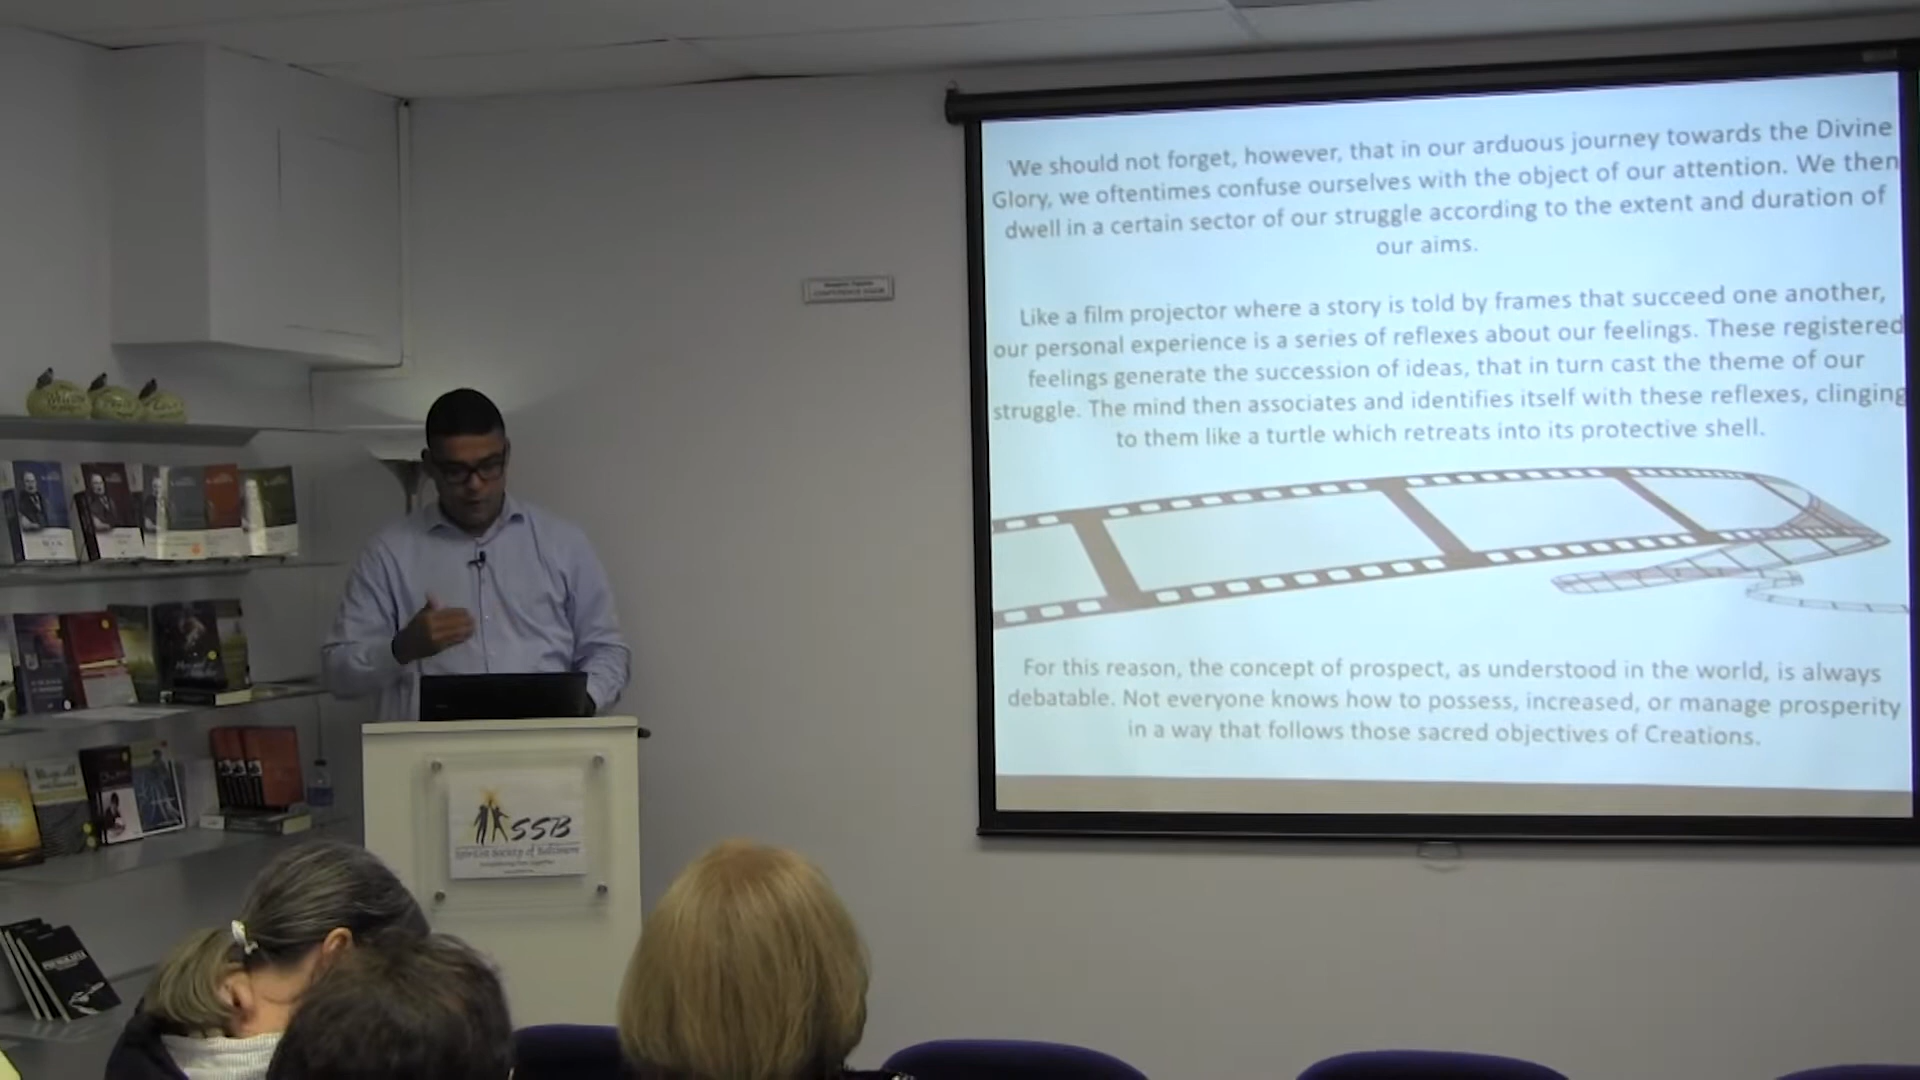 We should not forget, however, that in our arduous journey towards the Divine
Glory, we oftentimes confuse ourselves with the object of our attention. We then
dwell in a certain sector of our struggle according to the extent and duration of
our aims.
Like a film projector where a story is told by frames that succeed one another,
our personal experience is a series of reflexes about our feelings. These registered
feelings generate the succession of ideas, that in turn cast the theme of our
struggle. The mind then associates and identifies itself with these reflexes, clinging
to them like a turtle which retreats into its protective shell.
For this reason, the concept of prospect, as understood in the world, is always
debatable. Not everyone knows how to possess, increased, or manage prosperity
in a way that follows those sacred objectives of Creations.
SSB
Spiritist Society of Baltimore